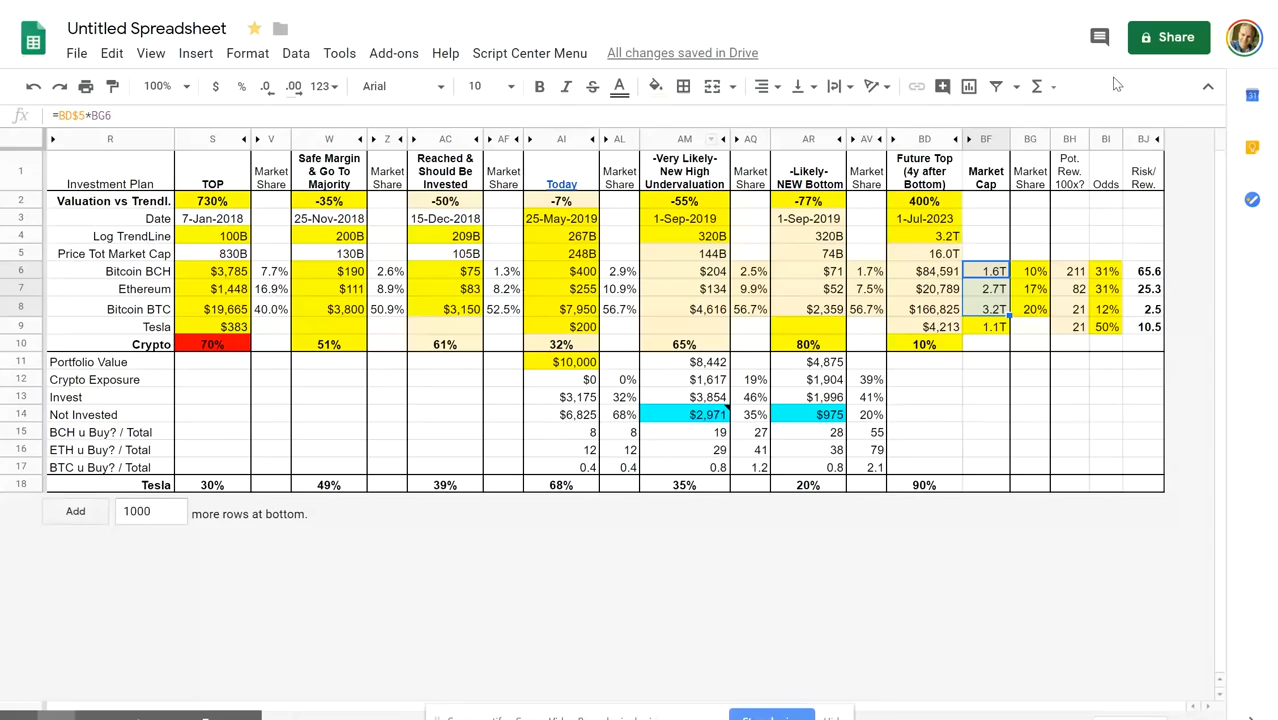 Untitled Spreadsheet
File Edit View Insert Format Data Tools Add-ons Help Script Center Menu All changes saved in Drive
Share
100% $ % .0 .00 123 Arial 10 B I S A
fx =BD$5*BG6
R S V W Z AC AF AI AL AM AQ AR AV BD BF BG BH BI BJ
1 Investment Plan TOP Market Share Safe Margin & Go To Majority Market Share Reached & Should Be Invested Market Share Today Market Share -Very Likely- New High Undervaluation Market Share -Likely- NEW Bottom Market Share Future Top (4y after Bottom) Market Cap Market Share Pot. Rew. 100x? Odds Risk/ Rew.
2 Valuation vs Trendl. 730% -35% -50% -7% -55% -77% 400%
3 Date 7-Jan-2018 25-Nov-2018 15-Dec-2018 25-May-2019 1-Sep-2019 1-Sep-2019 1-Jul-2023
4 Log TrendLine 100B 200B 209B 267B 320B 320B 3.2T
5 Price Tot Market Cap 830B 130B 105B 248B 144B 74B 16.0T
6 Bitcoin BCH $3,785 7.7% $190 2.6% $75 1.3% $400 2.9% $204 2.5% $71 1.7% $84,591 1.6T 10% 211 31% 65.6
7 Ethereum $1,448 16.9% $111 8.9% $83 8.2% $255 10.9% $134 9.9% $52 7.5% $20,789 2.7T 17% 82 31% 25.3
8 Bitcoin BTC $19,665 40.0% $3,800 50.9% $3,150 52.5% $7,950 56.7% $4,616 56.7% $2,359 56.7% $166,825 3.2T 20% 21 12% 2.5
9 Tesla $383 $200 $4,213 1.1T 21 50% 10.5
10 Crypto 70% 51% 61% 32% 65% 80% 10%
11 Portfolio Value $10,000 $8,442 $4,875
12 Crypto Exposure $0 0% $1,617 19% $1,904 39%
13 Invest $3,175 32% $3,854 46% $1,996 41%
14 Not Invested $6,825 68% $2,971 35% $975 20%
15 BCH u Buy? / Total 8 8 19 27 28 55
16 ETH u Buy? / Total 12 12 29 41 38 79
17 BTC u Buy? / Total 0.4 0.4 0.8 1.2 0.8 2.1
18 Tesla 30% 49% 39% 68% 35% 20% 90%
Add 1000 more rows at bottom.